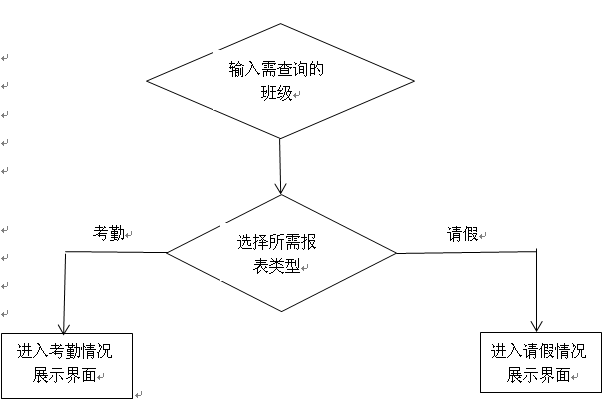 输入需查询的
班级
考勤
请假
选择所需报
表类型
进入考勤情况
展示界面
进入请假情况
展示界面